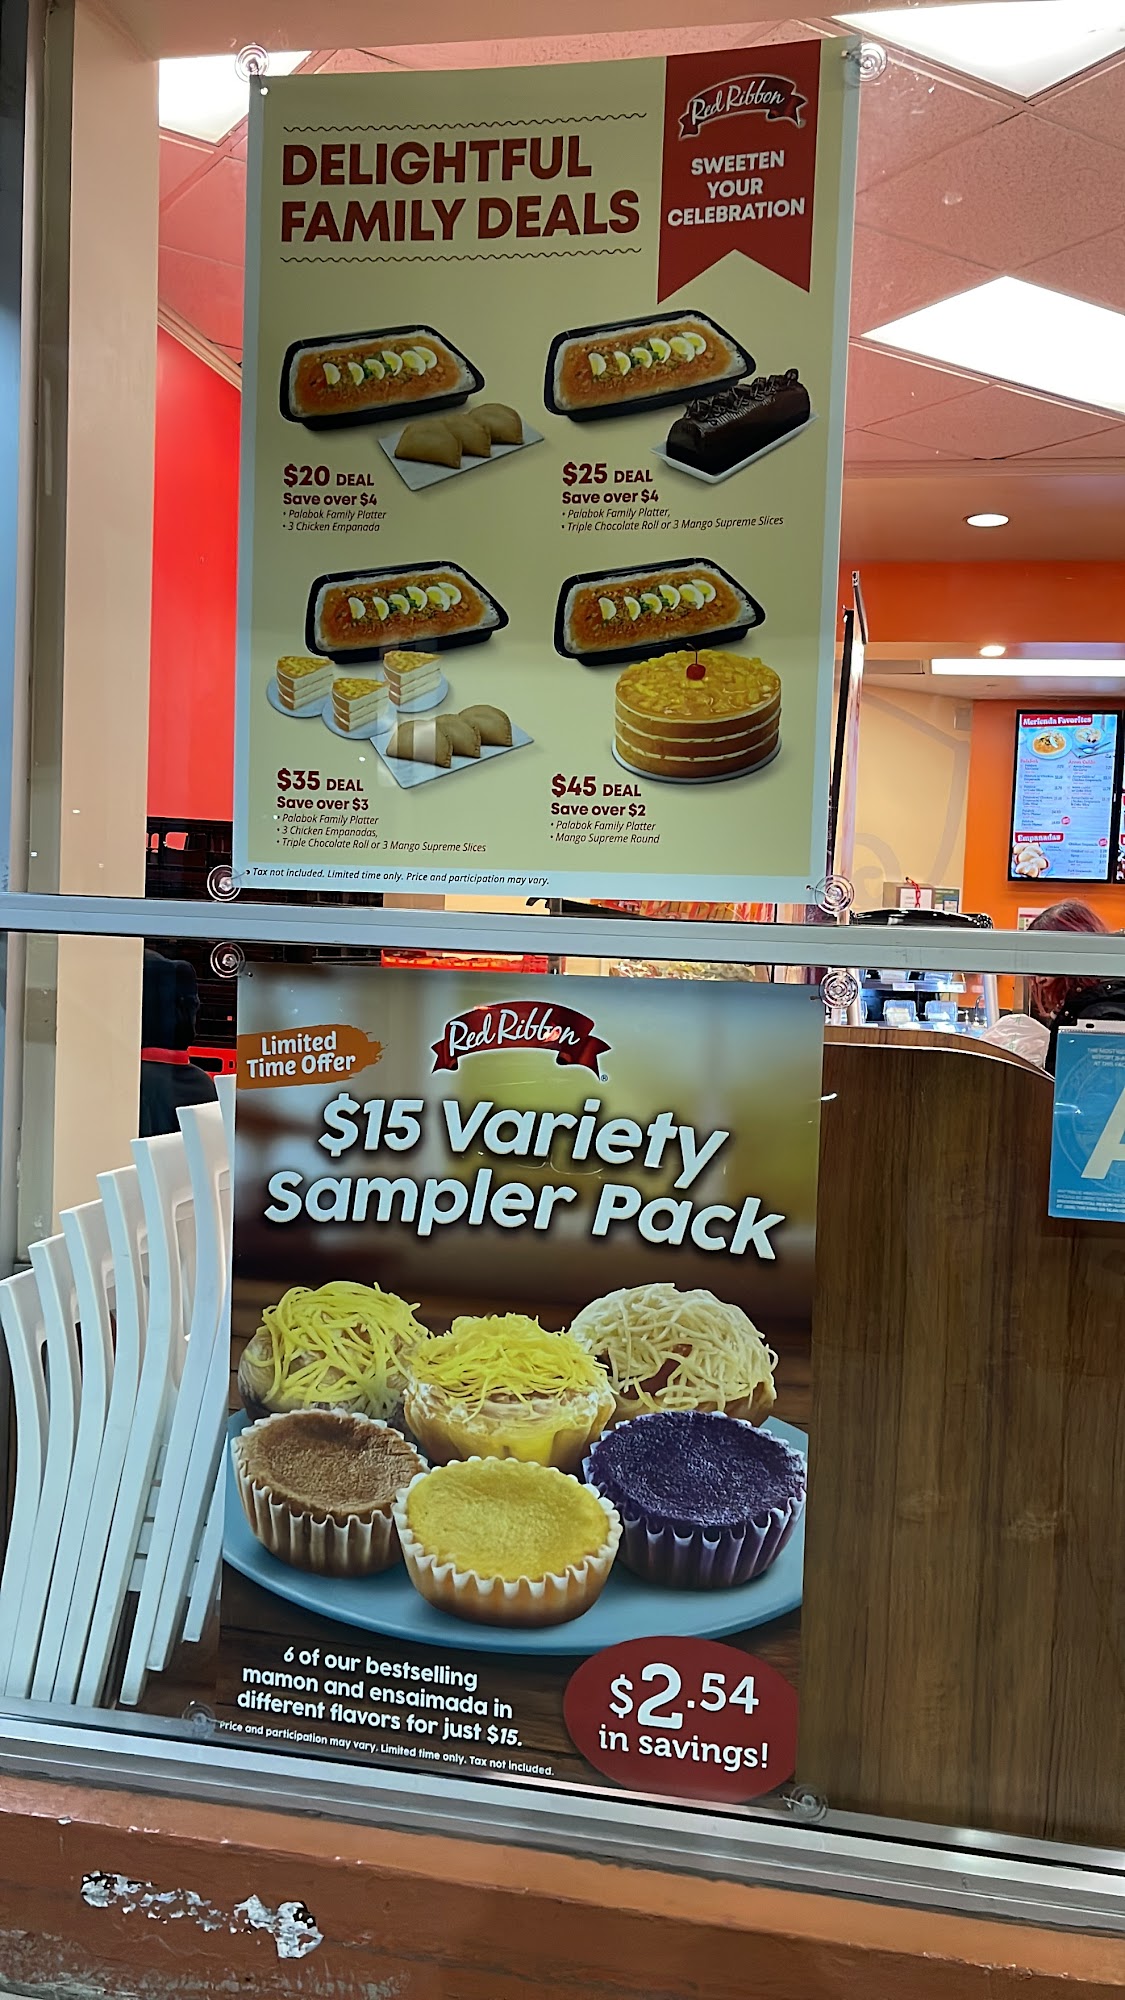 Red Ribbon
SWEETEN
YOUR
CELEBRATION
DELIGHTFUL
FAMILY DEALS
$20 DEAL
Save over $4
• Palabok Family Platter
• 3 Chicken Empanada
$25 DEAL
Save over $4
• Palabok Family Platter,
• Triple Chocolate Roll or 3 Mango Supreme Slices
$35 DEAL
Save over $3
• Palabok Family Platter
• 3 Chicken Empanadas,
• Triple Chocolate Roll or 3 Mango Supreme Slices
$45 DEAL
Save over $2
• Palabok Family Platter
• Mango Supreme Round
• Tax not included. Limited time only. Price and participation may vary.
Merienda Favorites
Empanadas
Limited
Time Offer
Red Ribbon®
$15 Variety
Sampler Pack
6 of our bestselling
mamon and ensaimada in
different flavors for just $15.
Price and participation may vary. Limited time only. Tax not included.
$2.54
in savings!